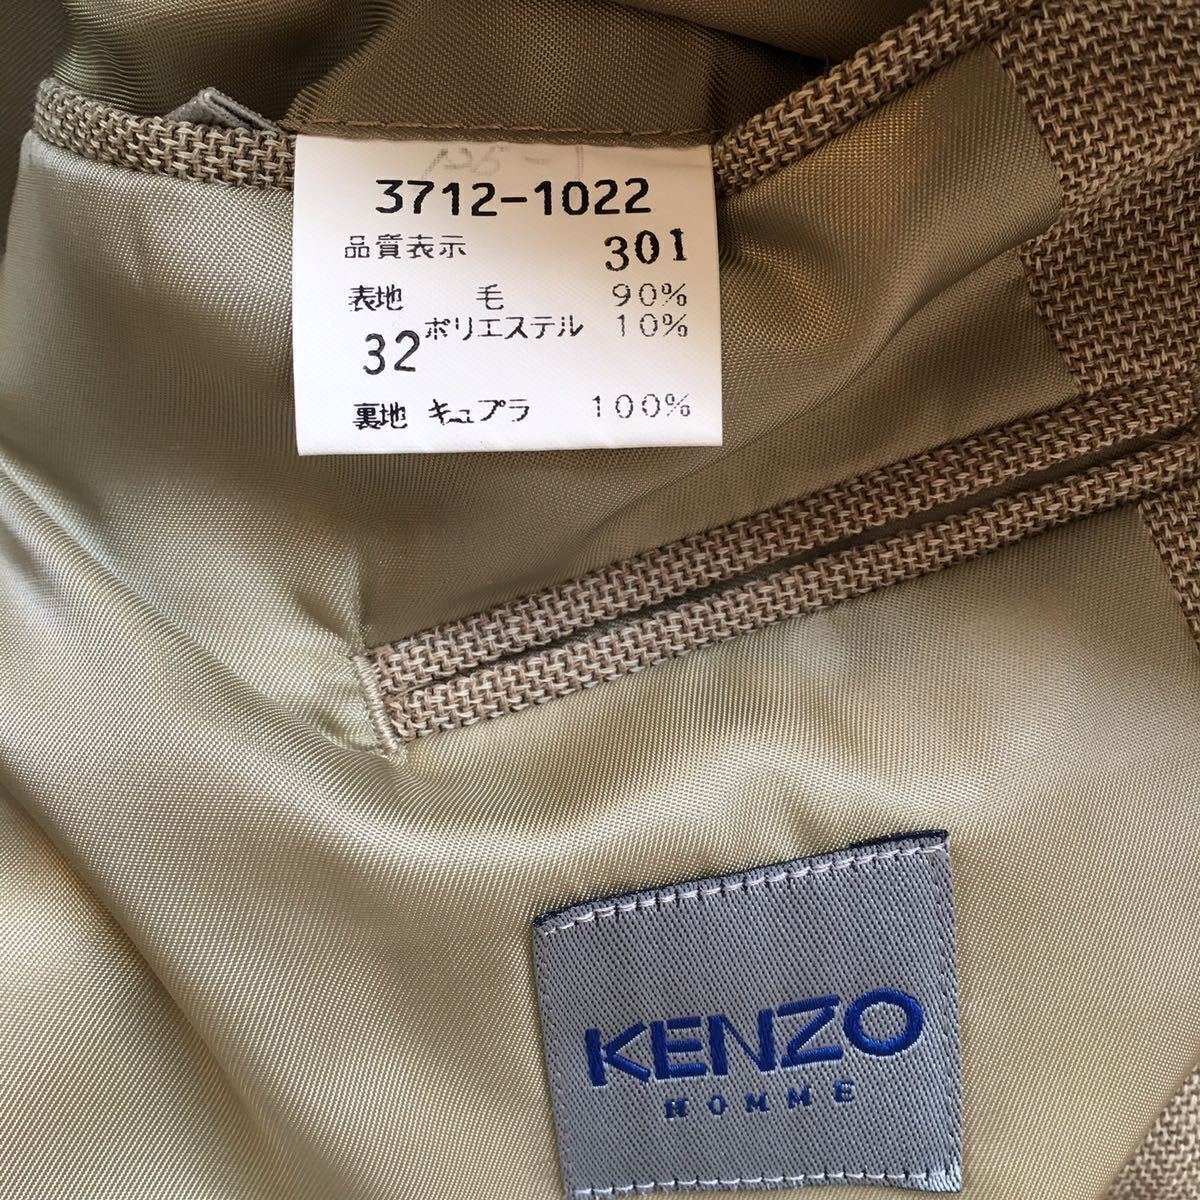 3712-1022
品質表示 301
表地 毛 90%
ポリエステル 10%
32
裏地 キュプラ 100%
KENZO
HOMME